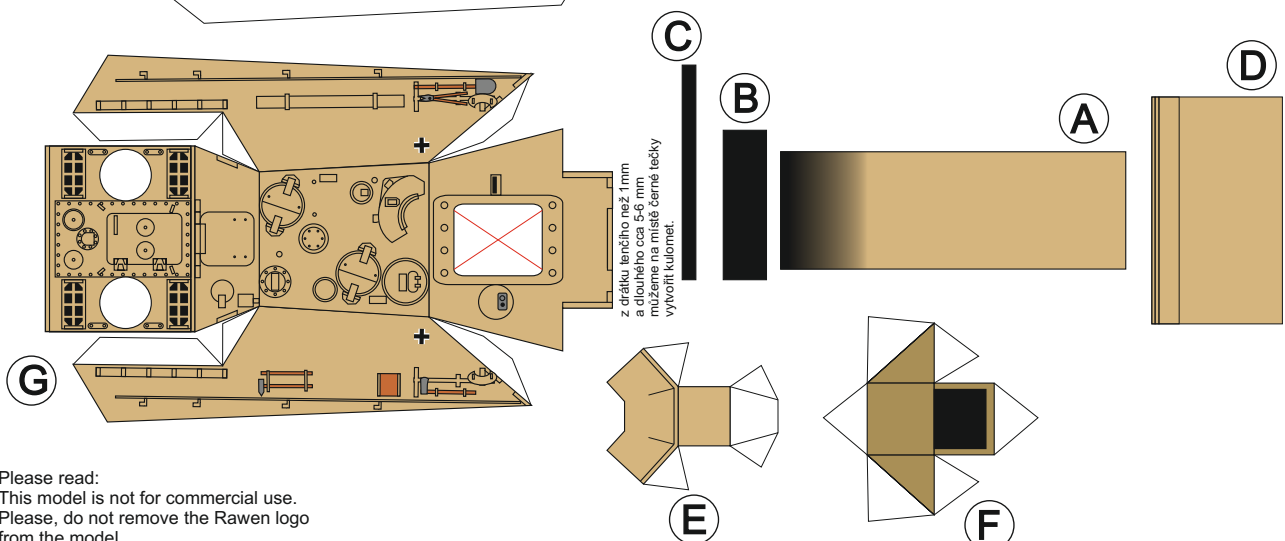 C
D
B
A
z drátku tenčího než 1mm
a dlouhého cca 5-6 mm
můžeme na místě černé tečky
vytvořit kulomet.
G
E
F
Please read:
This model is not for commercial use.
Please, do not remove the Rawen logo
from the model